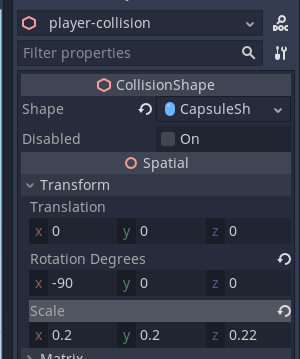 player-collision
DOC
Filter properties
CollisionShape
Shape
CapsuleSh
Disabled
On
Spatial
Transform
Translation
x 0 y 0 z 0
Rotation Degrees
x -90 y 0 z 0
Scale
x 0.2 y 0.2 z 0.22
Matrix